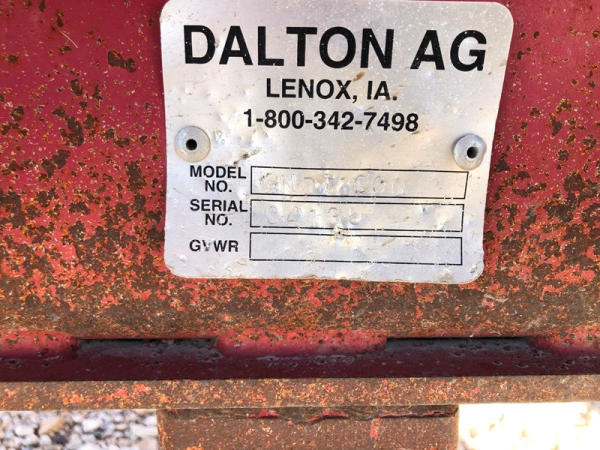 DALTON AG
LENOX, IA.
1-800-342-7498
MODEL NO.
SERIAL NO.
GVWR